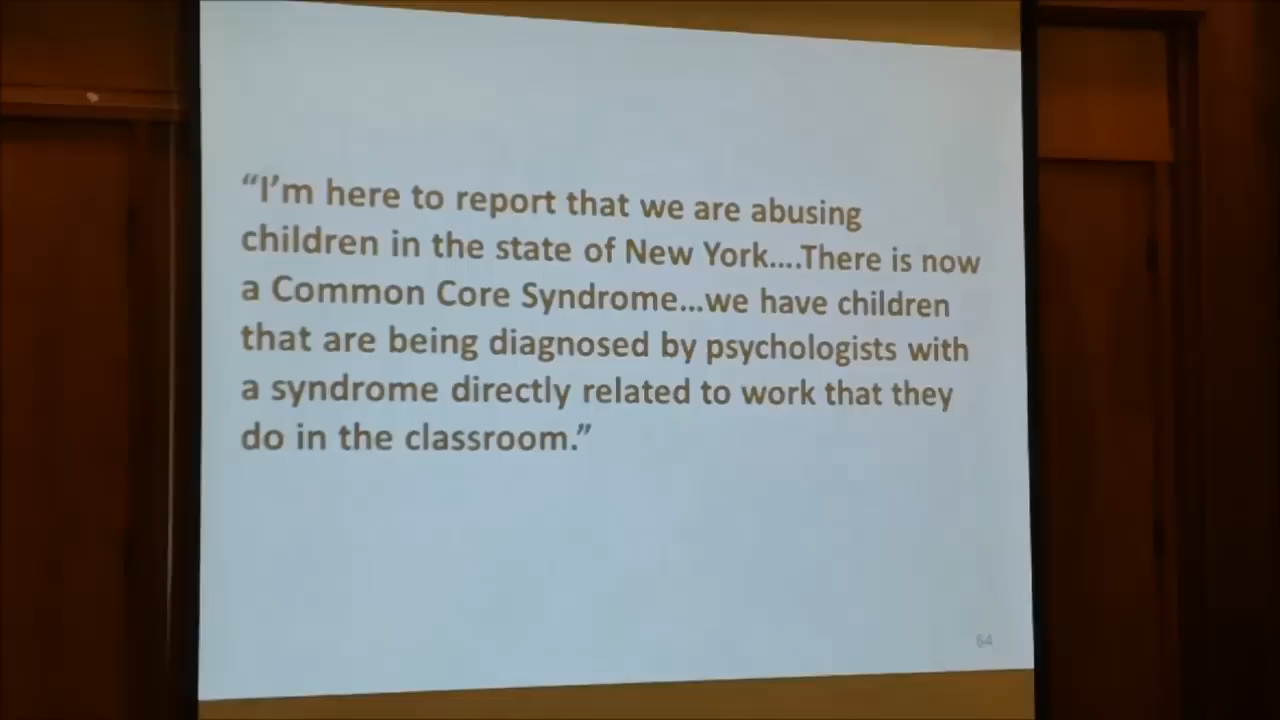 “I’m here to report that we are abusing
children in the state of New York....There is now
a Common Core Syndrome...we have children
that are being diagnosed by psychologists with
a syndrome directly related to work that they
do in the classroom.”
64